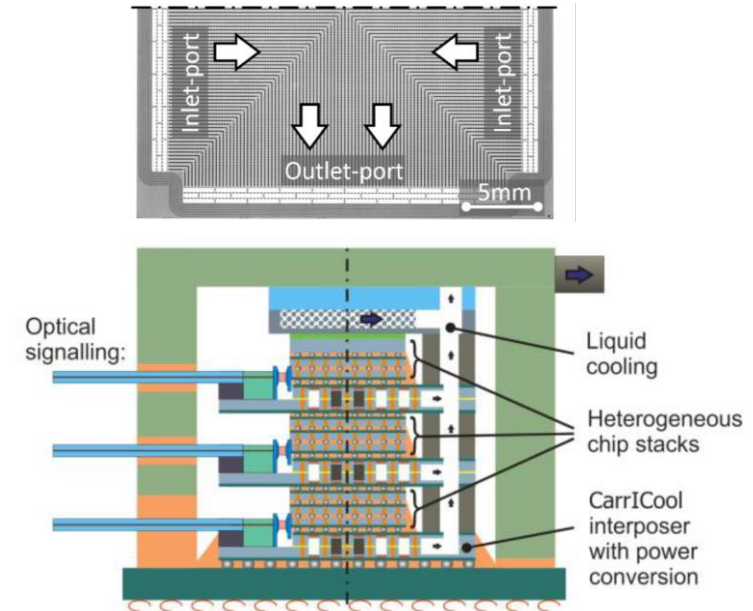 Inlet-port
Inlet-port
Outlet-port
5mm
Optical
signalling:
Liquid
cooling
Heterogeneous
chip stacks
CarrICool
interposer
with power
conversion